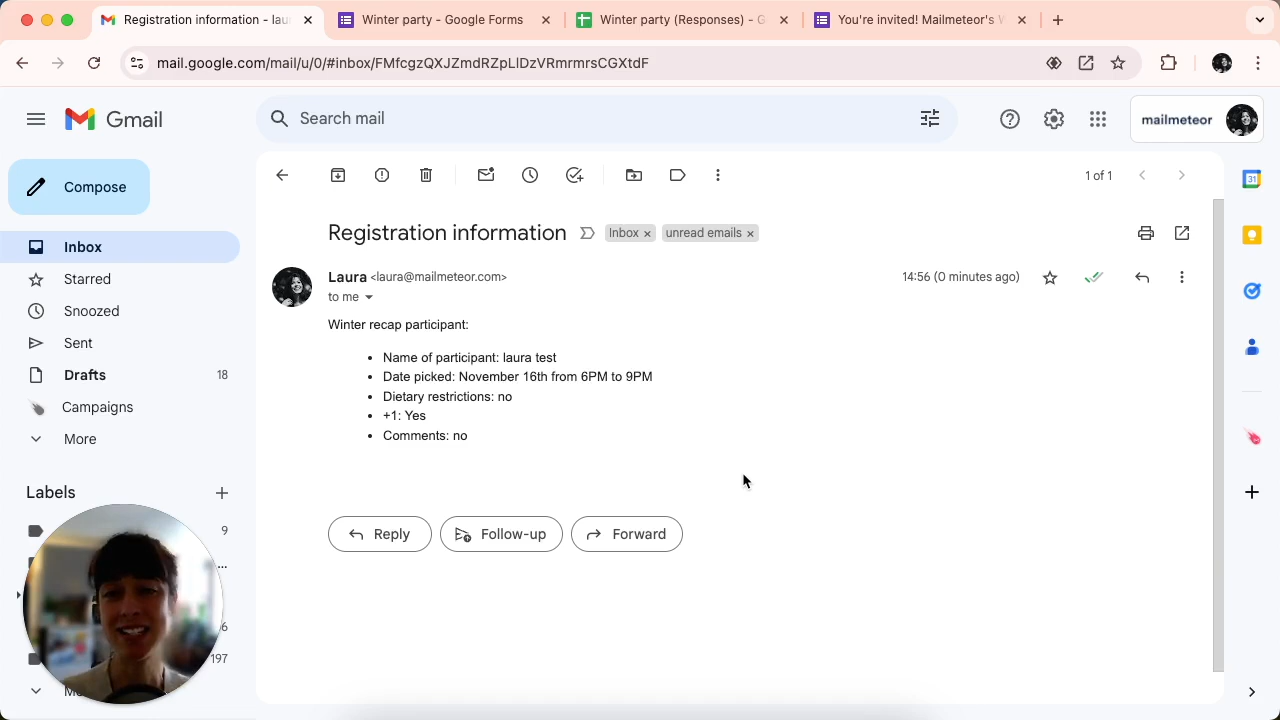 Registration information - lau
Winter party - Google Forms
Winter party (Responses) - G
You're invited! Mailmeteor's W
mail.google.com/mail/u/0/#inbox/FMfcgzQXJZmdRZpLlDzVRmrmrsCGXtdF
Gmail
Search mail
mailmeteor
Compose
1 of 1
Inbox
Starred
Snoozed
Sent
Drafts 18
Campaigns
More
Labels
9
...
6
197
Registration information
Inbox
unread emails
Laura <laura@mailmeteor.com>
14:56 (0 minutes ago)
to me
Winter recap participant:
• Name of participant: laura test
• Date picked: November 16th from 6PM to 9PM
• Dietary restrictions: no
• +1: Yes
• Comments: no
Reply
Follow-up
Forward
31